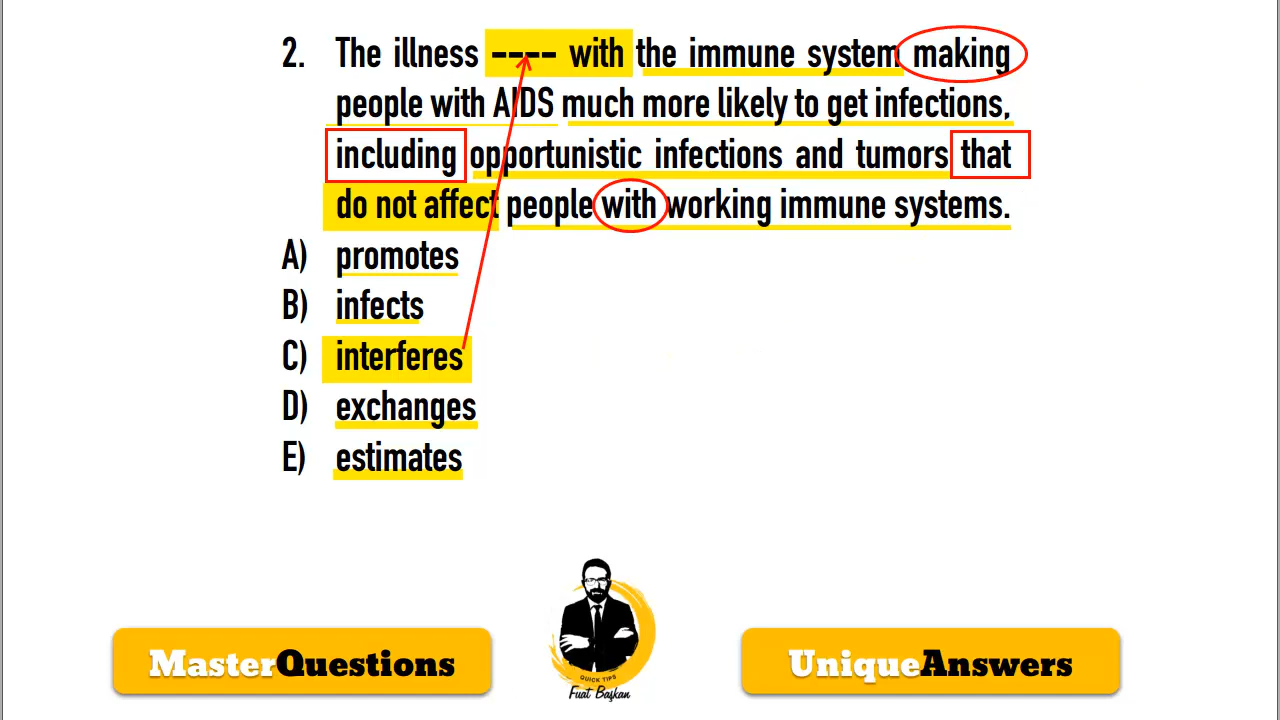 2. The illness ---- with the immune system making
people with AIDS much more likely to get infections,
including opportunistic infections and tumors that
do not affect people with working immune systems.
A) promotes
B) infects
C) interferes
D) exchanges
E) estimates
MasterQuestions
QUICK TIPS
Fuat Başkan
UniqueAnswers